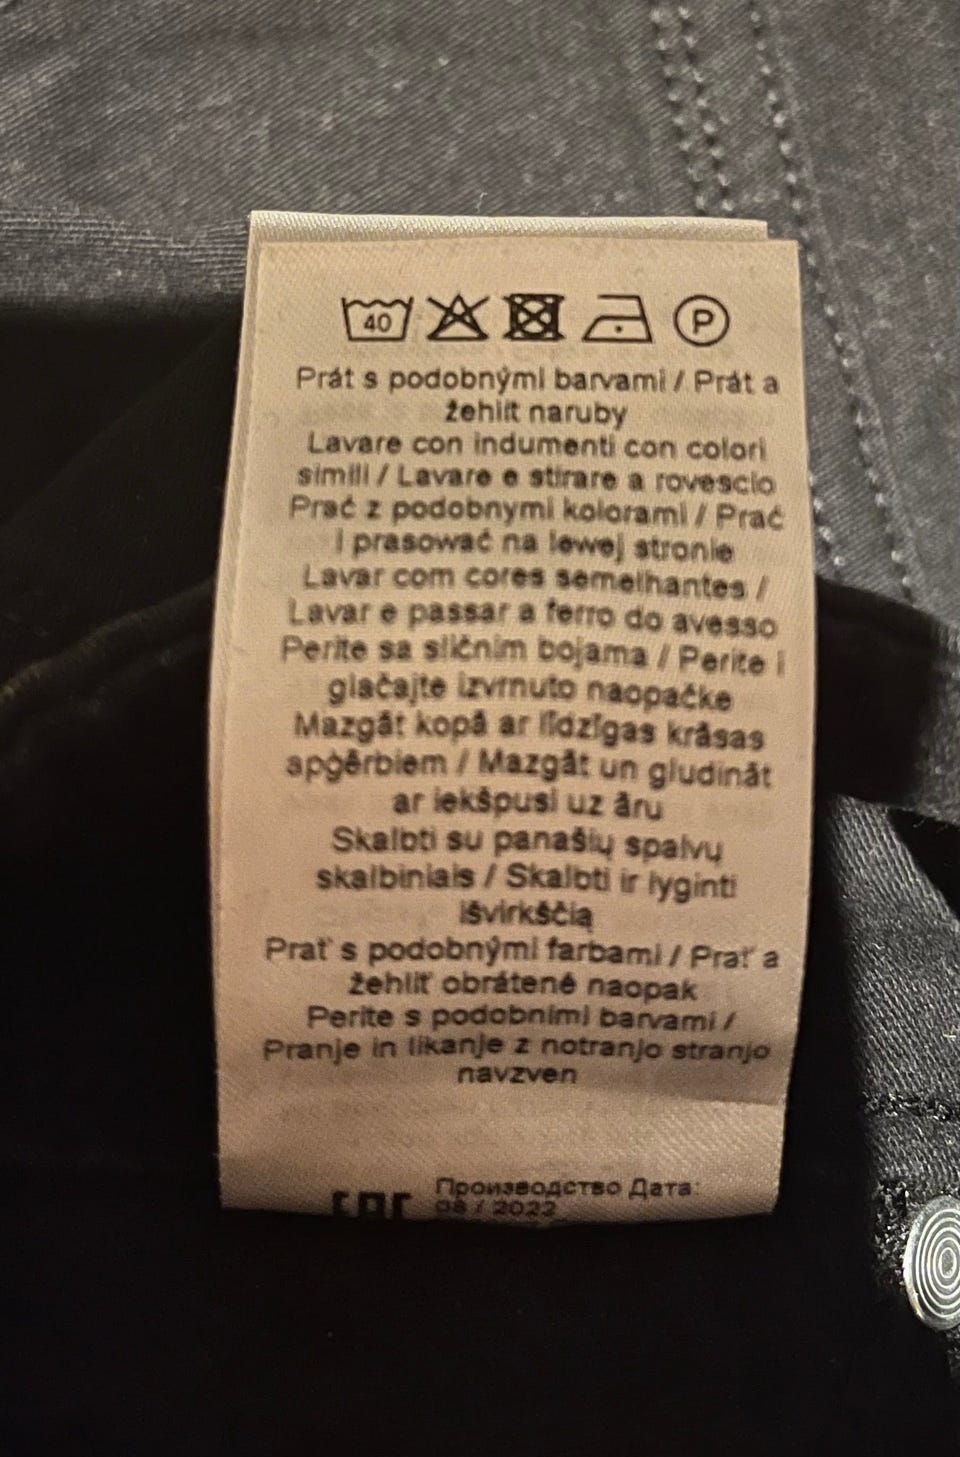 40 P
Prát s podobnými barvami / Prát a
žehlit naruby
Lavare con indumenti con colori
simili / Lavare e stirare a rovescio
Prać z podobnymi kolorami / Prać
i prasować na lewej stronie
Lavar com cores semelhantes /
Lavar e passar a ferro do avesso
Perite sa sličnim bojama / Perite i
glačajte izvrnuto naopačke
Mazgāt kopā ar līdzīgas krāsas
apģērbiem / Mazgāt un gludināt
ar iekšpusi uz āru
Skalbti su panašių spalvų
skalbiniais / Skalbti ir lyginti
išvirkščią
Prať s podobnými farbami / Prať a
žehliť obrátené naopak
Perite s podobnimi barvami /
Pranje in likanje z notranjo stranjo
navzven
Производство Дата:
08 / 2022